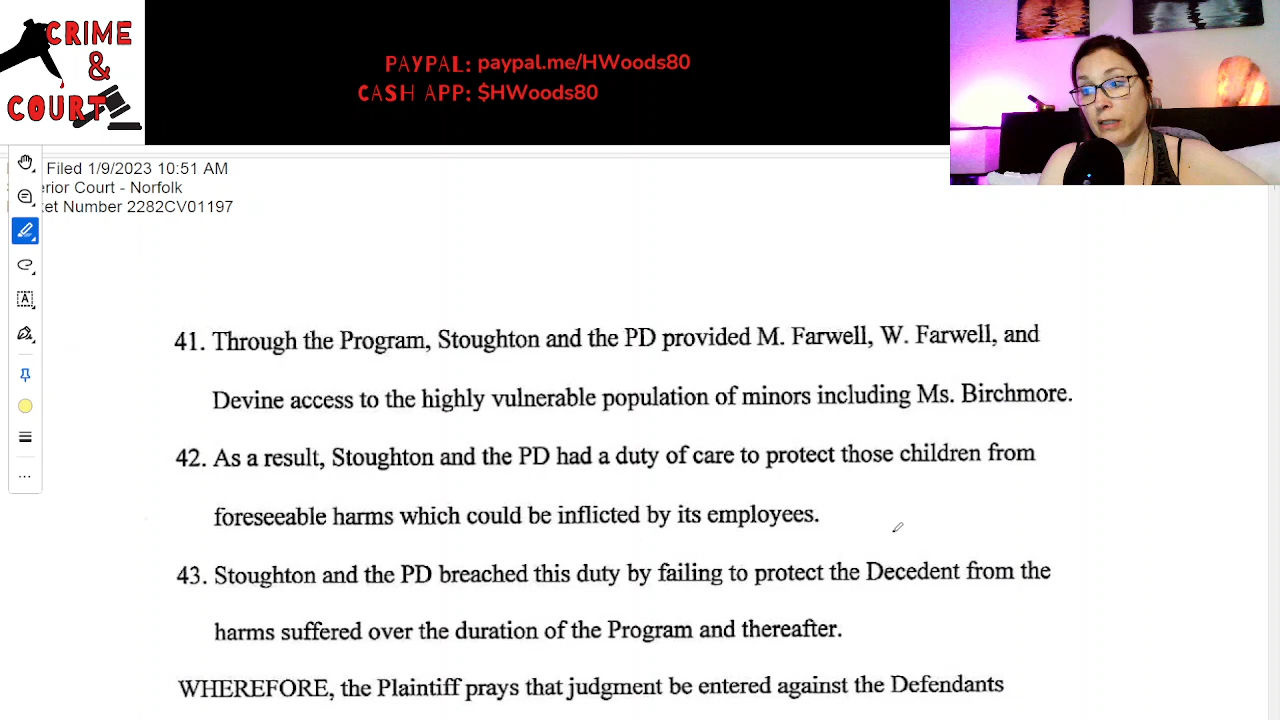 CRIME
&
COURT
PAYPAL: paypal.me/HWoods80
CASH APP: $HWoods80
Filed 1/9/2023 10:51 AM
erior Court - Norfolk
et Number 2282CV01197
41. Through the Program, Stoughton and the PD provided M. Farwell, W. Farwell, and
Devine access to the highly vulnerable population of minors including Ms. Birchmore.
42. As a result, Stoughton and the PD had a duty of care to protect those children from
foreseeable harms which could be inflicted by its employees.
43. Stoughton and the PD breached this duty by failing to protect the Decedent from the
harms suffered over the duration of the Program and thereafter.
WHEREFORE, the Plaintiff prays that judgment be entered against the Defendants